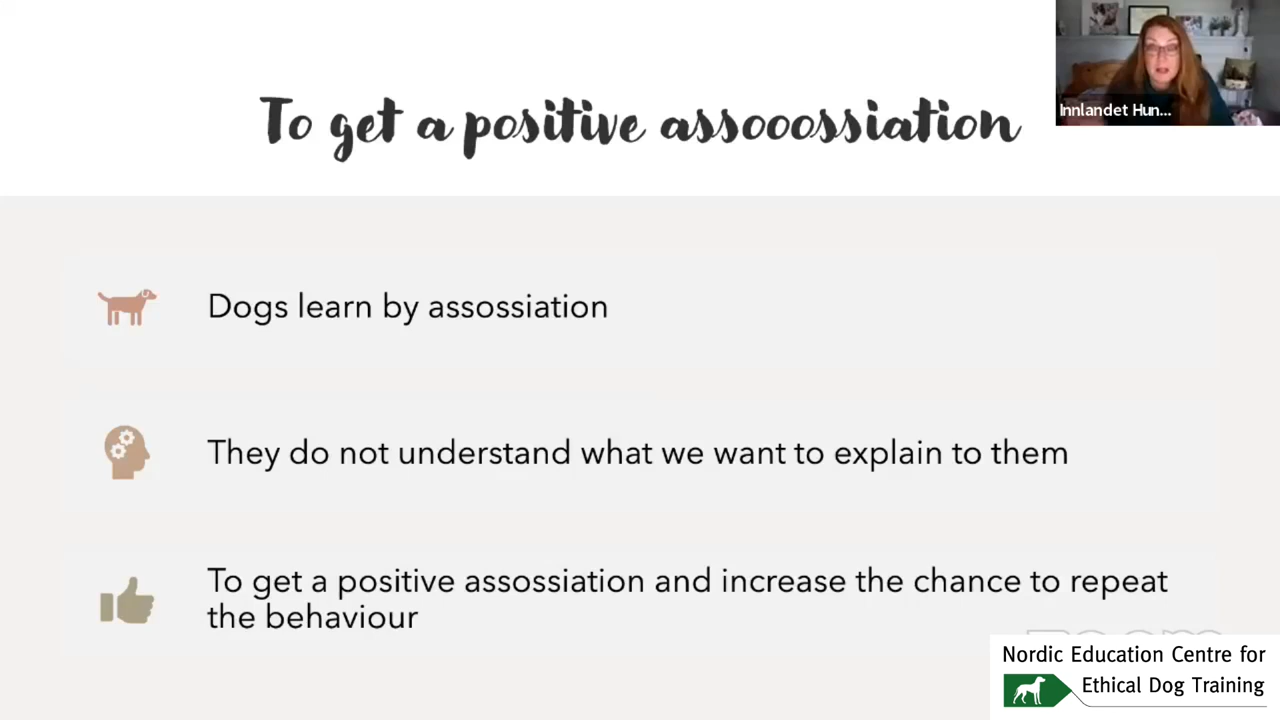 To get a positive assooossiation
Innlandet Hun...
Dogs learn by assossiation
They do not understand what we want to explain to them
To get a positive assossiation and increase the chance to repeat
the behaviour
Nordic Education Centre for
Ethical Dog Training